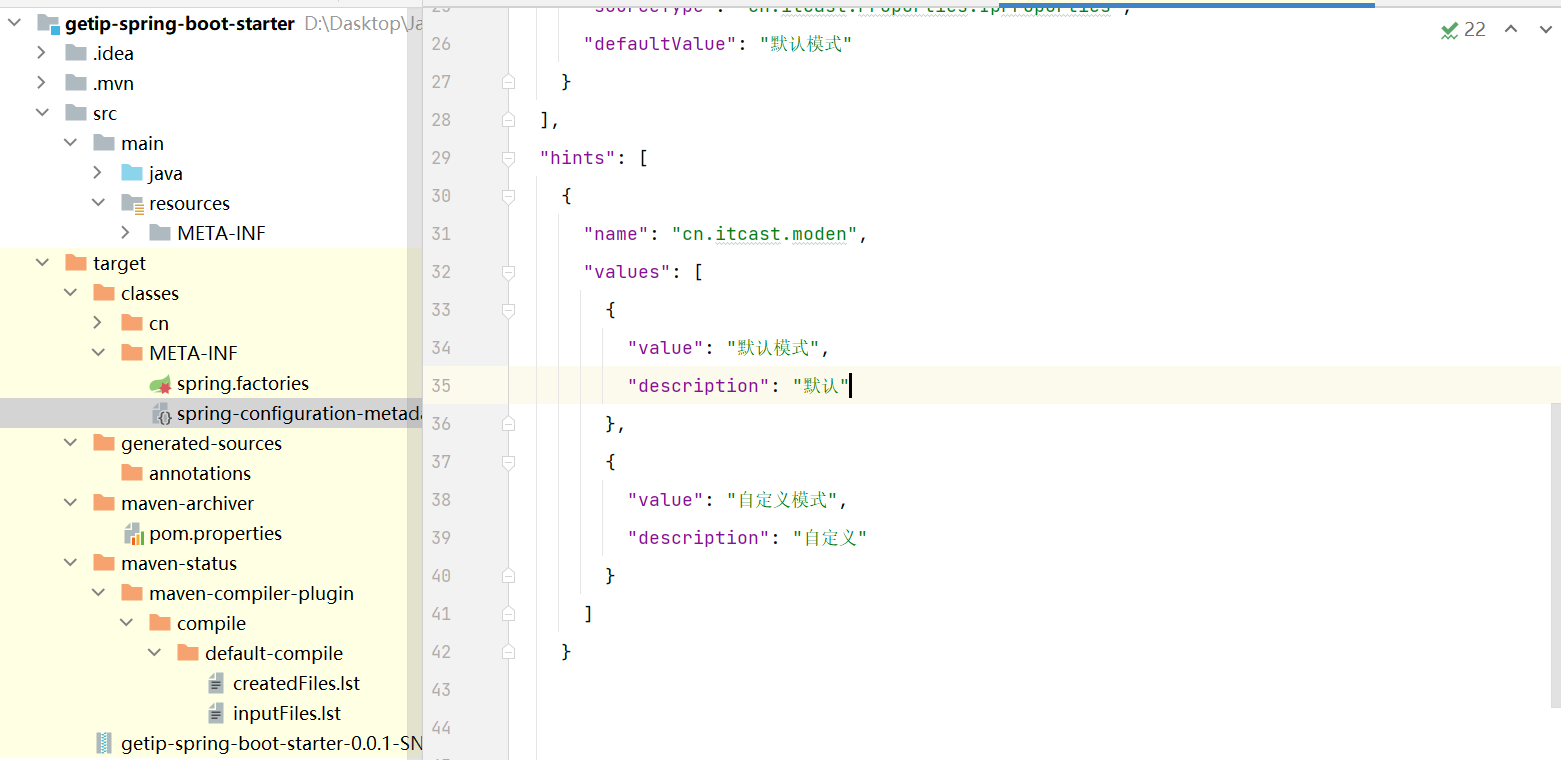 getip-spring-boot-starter D:\Dasktop\Ja
.idea
.mvn
src
main
java
resources
META-INF
target
classes
cn
META-INF
spring.factories
spring-configuration-metada
generated-sources
annotations
maven-archiver
pom.properties
maven-status
maven-compiler-plugin
compile
default-compile
createdFiles.lst
inputFiles.lst
getip-spring-boot-starter-0.0.1-SN
22
25 "sourceType": "cn.itcast.Properties.IpProperties",
26 "defaultValue": "默认模式"
27 }
28 ],
29 "hints": [
30 {
31 "name": "cn.itcast.moden",
32 "values": [
33 {
34 "value": "默认模式",
35 "description": "默认"
36 },
37 {
38 "value": "自定义模式",
39 "description": "自定义"
40 }
41 ]
42 }
43
44